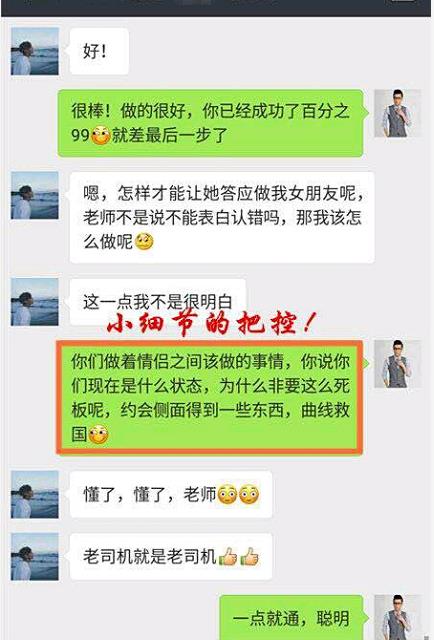 好！
很棒！做的很好，你已经成功了百分之
99就差最后一步了
嗯，怎样才能让她答应做我女朋友呢，
老师不是说不能表白认错吗，那我该怎
么做呢
这一点我不是很明白
小细节的把控！
你们做着情侣之间该做的事情，你说你
们现在是什么状态，为什么非要这么死
板呢，约会侧面得到一些东西，曲线救
国
懂了，懂了，老师
老司机就是老司机
一点就通，聪明